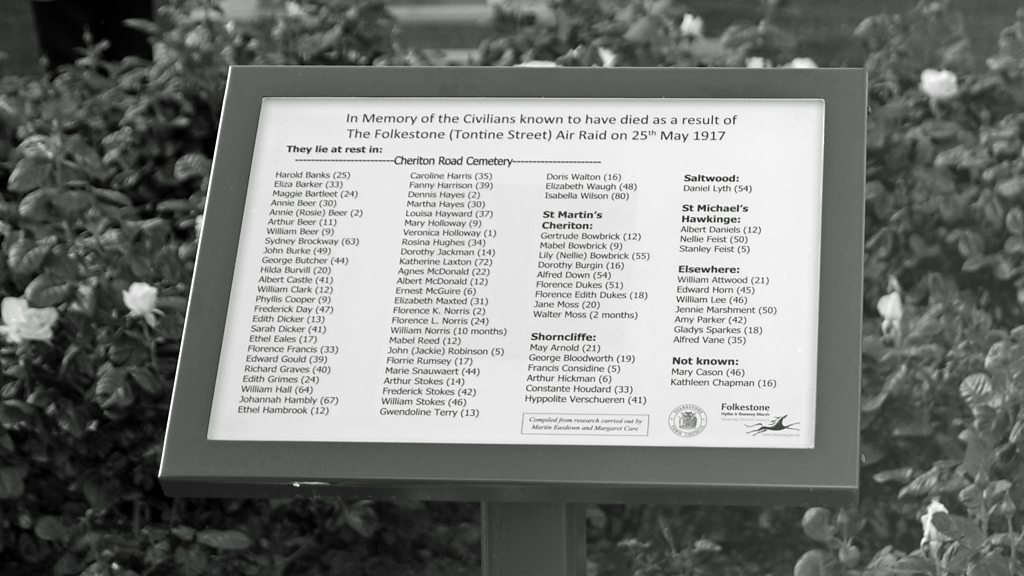 In Memory of the Civilians known to have died as a result of
The Folkestone (Tontine Street) Air Raid on 25th May 1917
They lie at rest in:
-------------------------Cheriton Road Cemetery----------------------
Harold Banks (25)
Eliza Barker (33)
Maggie Bartleet (24)
Annie Beer (30)
Annie (Rosie) Beer (2)
Arthur Beer (11)
William Beer (9)
Sydney Brockway (63)
John Burke (49)
George Butcher (44)
Hilda Burvill (20)
Albert Castle (41)
William Clark (12)
Phyllis Cooper (9)
Frederick Day (47)
Edith Dicker (13)
Sarah Dicker (41)
Ethel Eales (17)
Florence Francis (33)
Edward Gould (39)
Richard Graves (40)
Edith Grimes (24)
William Hall (64)
Johannah Hambly (67)
Ethel Hambrook (12)
Caroline Harris (35)
Fanny Harrison (39)
Dennis Hayes (2)
Martha Hayes (30)
Louisa Hayward (37)
Mary Holloway (9)
Veronica Holloway (1)
Rosina Hughes (34)
Dorothy Jackman (14)
Katherine Laxton (72)
Agnes McDonald (22)
Albert McDonald (12)
Ernest McGuire (6)
Elizabeth Maxted (31)
Florence K. Norris (2)
Florence L. Norris (24)
William Norris (10 months)
Mabel Reed (12)
John (Jackie) Robinson (5)
Florrie Rumsey (17)
Marie Snauwaert (44)
Arthur Stokes (14)
Frederick Stokes (42)
William Stokes (46)
Gwendoline Terry (13)
Doris Walton (16)
Elizabeth Waugh (48)
Isabella Wilson (80)
St Martin's
Cheriton:
Gertrude Bowbrick (12)
Mabel Bowbrick (9)
Lily (Nellie) Bowbrick (55)
Dorothy Burgin (16)
Alfred Down (54)
Florence Dukes (51)
Florence Edith Dukes (18)
Jane Moss (20)
Walter Moss (2 months)
Shorncliffe:
May Arnold (21)
George Bloodworth (19)
Francis Considine (5)
Arthur Hickman (6)
Constante Houdard (33)
Hyppolite Verschueren (41)
Saltwood:
Daniel Lyth (54)
St Michael's
Hawkinge:
Albert Daniels (12)
Nellie Feist (50)
Stanley Feist (5)
Elsewhere:
William Attwood (21)
Edward Horn (45)
William Lee (46)
Jennie Marshment (50)
Amy Parker (42)
Gladys Sparkes (18)
Alfred Vane (35)
Not known:
Mary Cason (46)
Kathleen Chapman (16)
Compiled from research carried out by
Martin Easdown and Margaret Care
FOLKESTONE
TOWN COUNCIL
Folkestone
Hythe & Romney Marsh